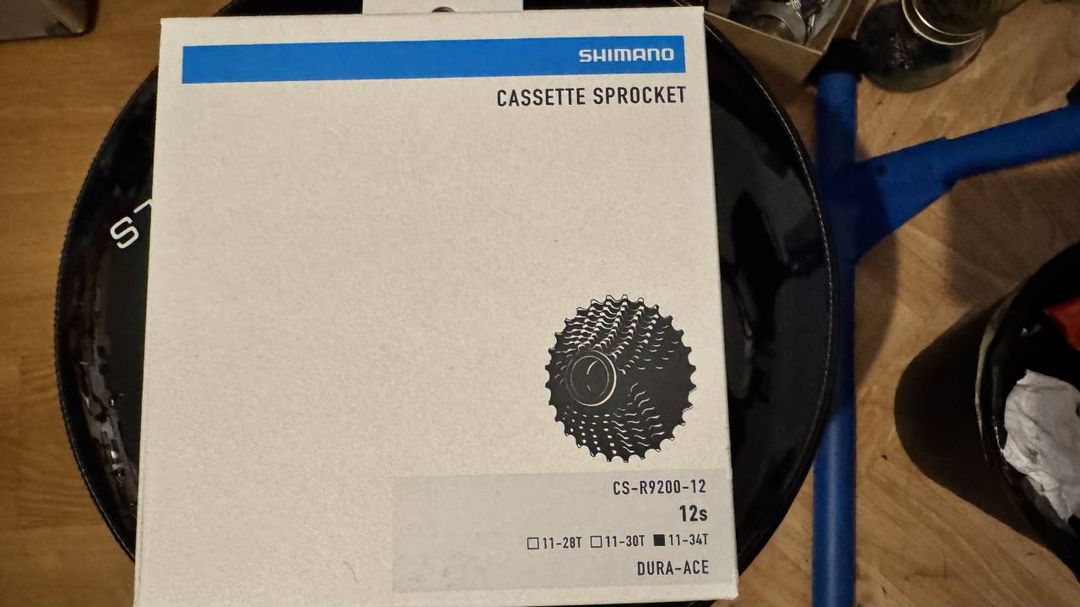 SHIMANO
CASSETTE SPROCKET
CS-R9200-12
12s
□11-28T □11-30T ■11-34T
DURA-ACE